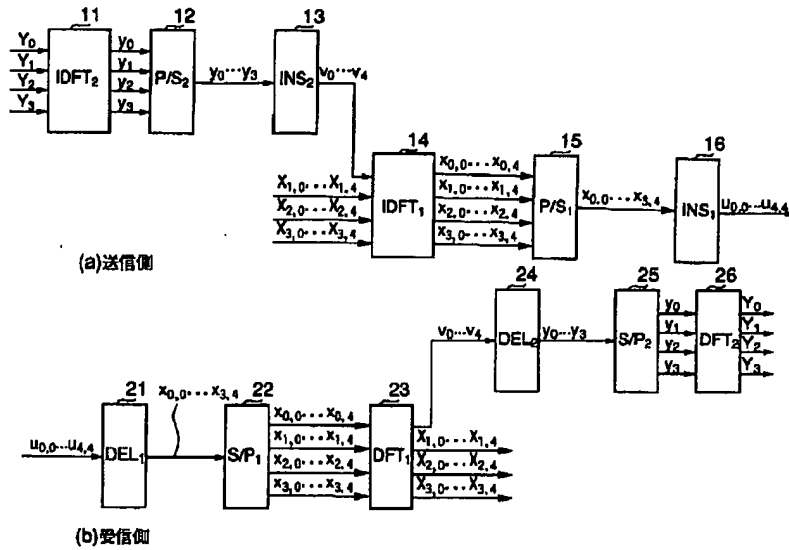 11
12
13
Y0
Y1
Y2
Y3
IDFT2
y0
y1
y2
y3
P/S2
y0…y3
INS2
v0…v4
14
15
16
X1,0…X1,4
X2,0…X2,4
X3,0…X3,4
IDFT1
x0,0…x0,4
x1,0…x1,4
x2,0…x2,4
x3,0…x3,4
P/S1
x0,0…x3,4
INS1
u0,0…u4,4
(a)送信側
24
25
26
v0…v4
DEL2
y0…y3
S/P2
y0
y1
y2
y3
DFT2
Y0
Y1
Y2
Y3
21
x0,0…x3,4
22
23
u0,0…u4,4
DEL1
S/P1
x0,0…x0,4
x1,0…x1,4
x2,0…x2,4
x3,0…x3,4
DFT1
X1,0…X1,4
X2,0…X2,4
X3,0…X3,4
(b)受信側